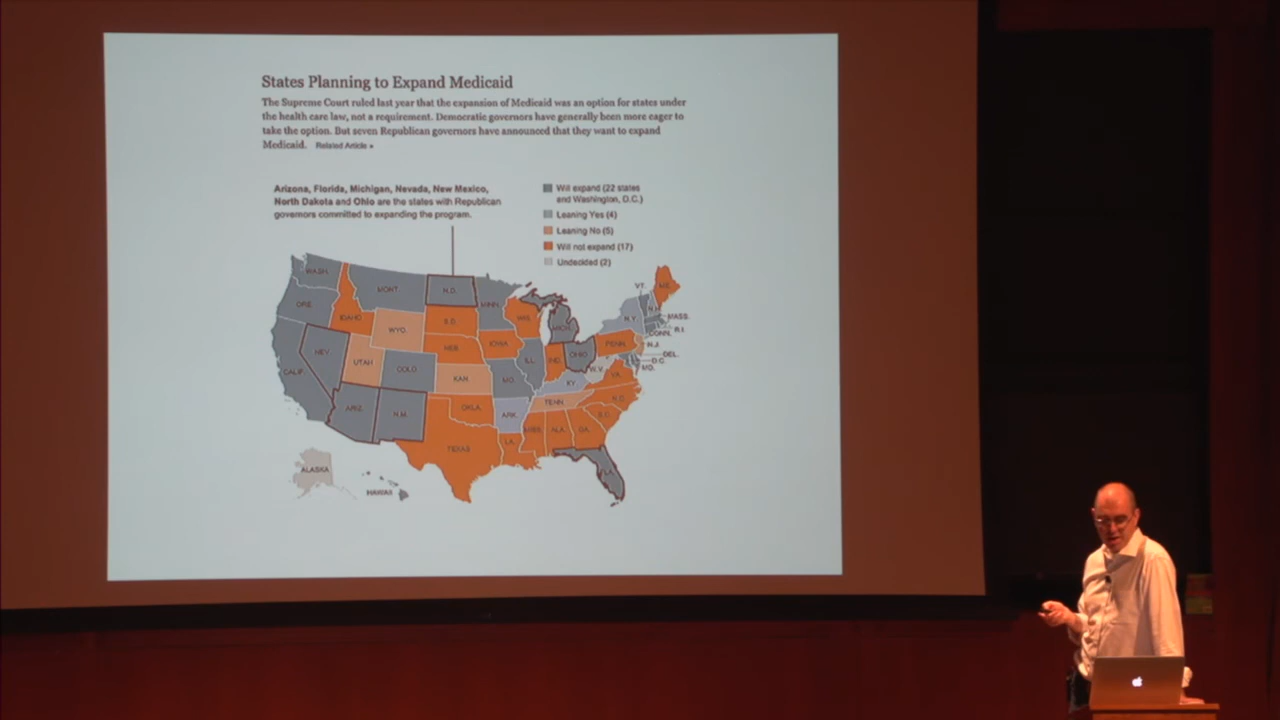 States Planning to Expand Medicaid
The Supreme Court ruled last year that the expansion of Medicaid was an option for states under
the health care law, not a requirement. Democratic governors have generally been more eager to
take the option. But seven Republican governors have announced that they want to expand
Medicaid. Related Article »
Arizona, Florida, Michigan, Nevada, New Mexico,
North Dakota and Ohio are the states with Republican
governors committed to expanding the program.
Will expand (22 states
and Washington, D.C.)
Leaning Yes (4)
Leaning No (5)
Will not expand (17)
Undecided (2)
WASH.
MONT.
N.D.
MINN.
VT.
ME.
ORE.
IDAHO
WYO.
S.D.
WIS.
MICH.
N.Y.
N.H.
MASS.
R.I.
CONN.
N.J.
DEL.
D.C.
MD.
NEV.
UTAH
COLO.
NEB.
IOWA
ILL.
IND.
OHIO
PENN.
W.V.
VA.
CALIF.
KAN.
MO.
KY.
ARIZ.
N.M.
OKLA.
ARK.
TENN.
N.C.
S.C.
TEXAS
LA.
MISS.
ALA.
GA.
ALASKA
HAWAII